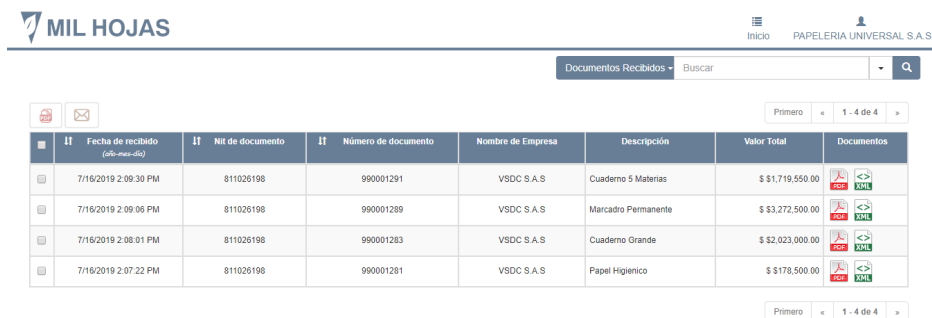 MIL HOJAS
Inicio
PAPELERIA UNIVERSAL S.A.S
Documentos Recibidos
Buscar
Primero « 1 - 4 de 4 »
Fecha de recibido Nit de documento Número de documento Nombre de Empresa Descripción Valor Total Documentos
(año-mes-dia)
7/16/2019 2:09:30 PM 811026198 990001291 VSDC S.A.S Cuaderno 5 Materias $ $1,719,550.00 PDF XML
7/16/2019 2:09:06 PM 811026198 990001289 VSDC S.A.S Marcadro Permanente $ $3,272,500.00 PDF XML
7/16/2019 2:08:01 PM 811026198 990001283 VSDC S.A.S Cuaderno Grande $ $2,023,000.00 PDF XML
7/16/2019 2:07:22 PM 811026198 990001281 VSDC S.A.S Papel Higienico $ $178,500.00 PDF XML
Primero « 1 - 4 de 4 »